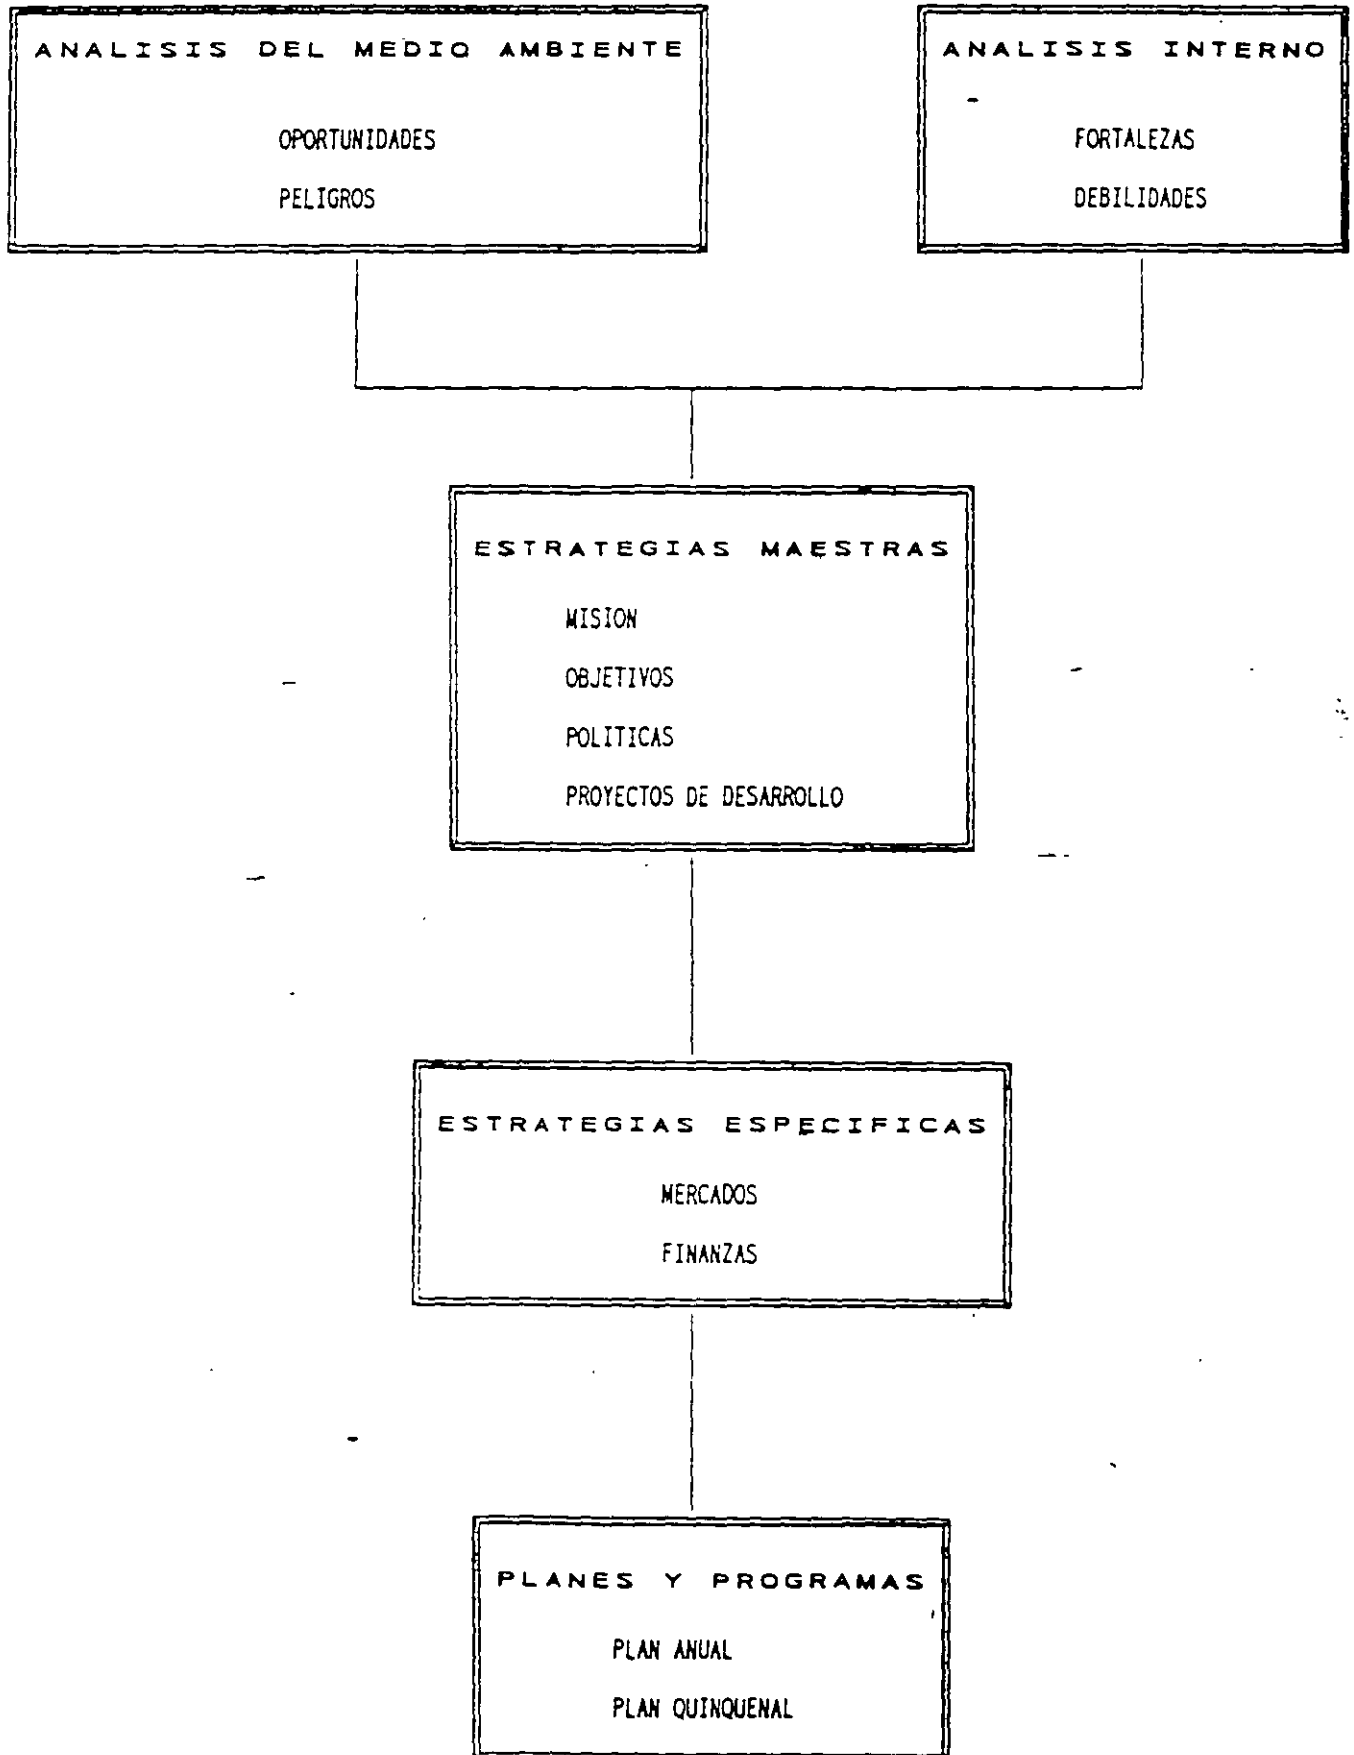 ANALISIS DEL MEDIO AMBIENTE
OPORTUNIDADES
PELIGROS
ANALISIS INTERNO
FORTALEZAS
DEBILIDADES
ESTRATEGIAS MAESTRAS
MISION
OBJETIVOS
POLITICAS
PROYECTOS DE DESARROLLO
ESTRATEGIAS ESPECIFICAS
MERCADOS
FINANZAS
PLANES Y PROGRAMAS
PLAN ANUAL
PLAN QUINQUENAL